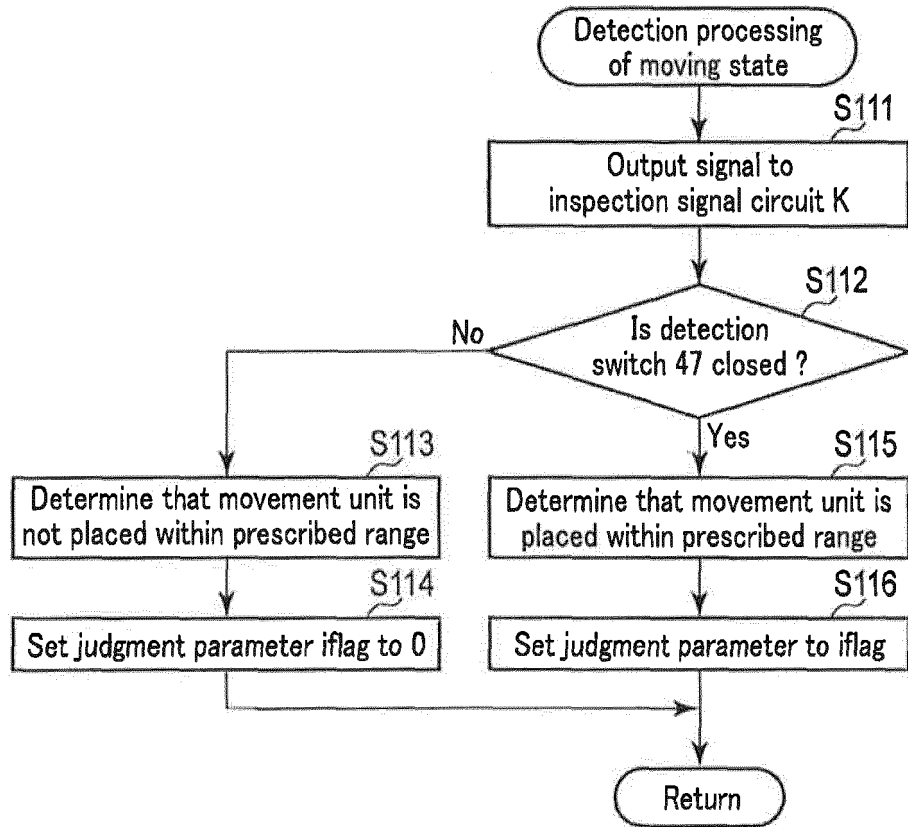 Detection processing
of moving state
S111
Output signal to
inspection signal circuit K
S112
Is detection
switch 47 closed ?
No
Yes
S113
Determine that movement unit is
not placed within prescribed range
S114
Set judgment parameter iflag to 0
S115
Determine that movement unit is
placed within prescribed range
S116
Set judgment parameter to iflag
Return